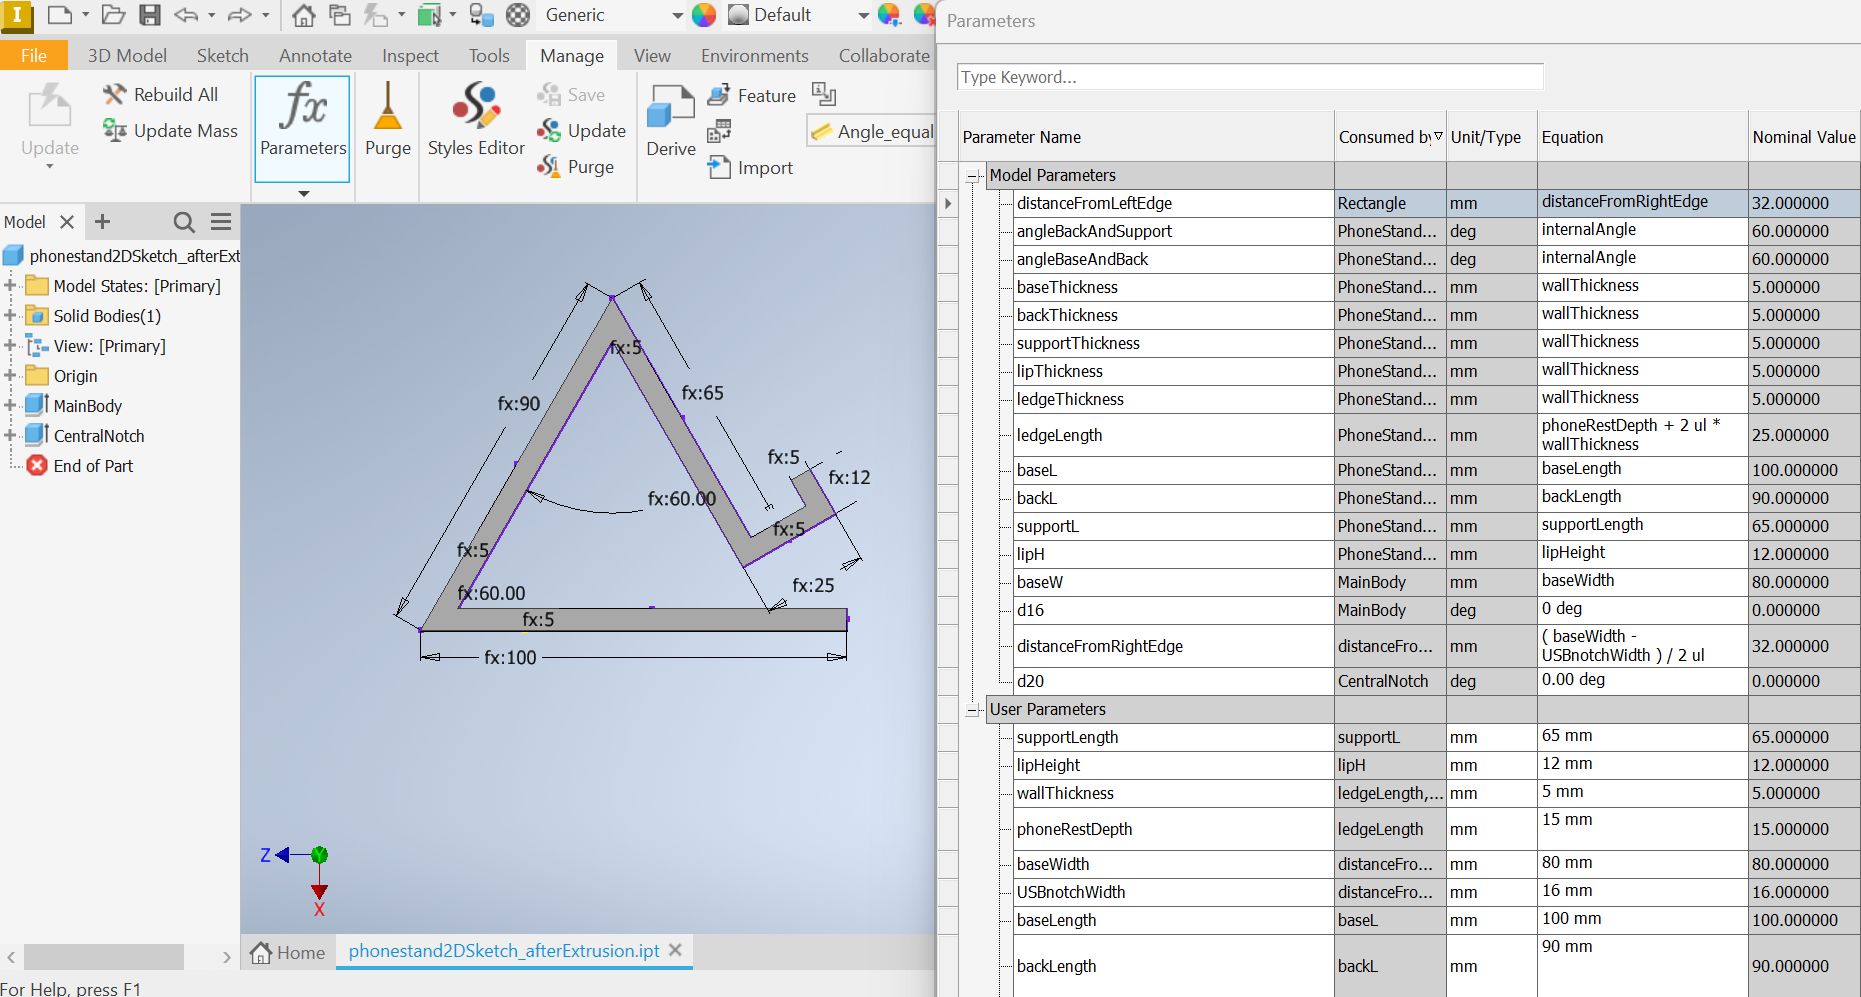 I
Generic
Default
File
3D Model
Sketch
Annotate
Inspect
Tools
Manage
View
Environments
Collaborate
Update
Rebuild All
Update Mass
fx
Parameters
Purge
Styles Editor
Save
Update
Purge
Derive
Feature
Import
Angle_equal
Model
phonestand2DSketch_afterExt
Model States: [Primary]
Solid Bodies(1)
View: [Primary]
Origin
MainBody
CentralNotch
End of Part
fx:5
fx:90
fx:65
fx:5
fx:12
fx:60.00
fx:5
fx:5
fx:60.00
fx:25
fx:5
fx:100
Z
Y
X
Home
phonestand2DSketch_afterExtrusion.ipt
For Help, press F1
Parameters
Type Keyword...
Parameter Name Consumed by Unit/Type Equation Nominal Value
Model Parameters
distanceFromLeftEdge Rectangle mm distanceFromRightEdge 32.000000
angleBackAndSupport PhoneStand... deg internalAngle 60.000000
angleBaseAndBack PhoneStand... deg internalAngle 60.000000
baseThickness PhoneStand... mm wallThickness 5.000000
backThickness PhoneStand... mm wallThickness 5.000000
supportThickness PhoneStand... mm wallThickness 5.000000
lipThickness PhoneStand... mm wallThickness 5.000000
ledgeThickness PhoneStand... mm wallThickness 5.000000
ledgeLength PhoneStand... mm phoneRestDepth + 2 ul * wallThickness 25.000000
baseL PhoneStand... mm baseLength 100.000000
backL PhoneStand... mm backLength 90.000000
supportL PhoneStand... mm supportLength 65.000000
lipH PhoneStand... mm lipHeight 12.000000
baseW MainBody mm baseWidth 80.000000
d16 MainBody deg 0 deg 0.000000
distanceFromRightEdge distanceFro... mm ( baseWidth - USBnotchWidth ) / 2 ul 32.000000
d20 CentralNotch deg 0.00 deg 0.000000
User Parameters
supportLength supportL mm 65 mm 65.000000
lipHeight lipH mm 12 mm 12.000000
wallThickness ledgeLength,... mm 5 mm 5.000000
phoneRestDepth ledgeLength mm 15 mm 15.000000
baseWidth distanceFro... mm 80 mm 80.000000
USBnotchWidth distanceFro... mm 16 mm 16.000000
baseLength baseL mm 100 mm 100.000000
backLength backL mm 90 mm 90.000000